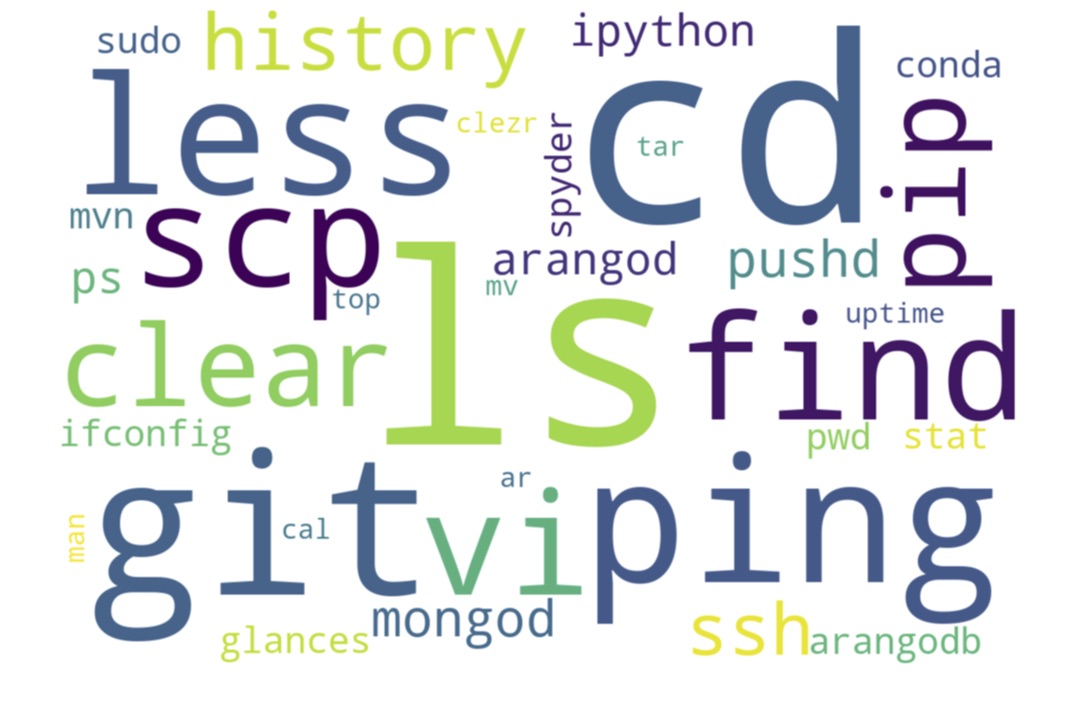 sudo
history
ipython
conda
less
cd
clezr
tar
spyder
pip
mvn
scp
arangod
pushd
ps
top
mv
ls
uptime
find
clear
ifconfig
pwd
stat
git
ar
vi
ping
cal
man
mongod
glances
ssh
arangodb